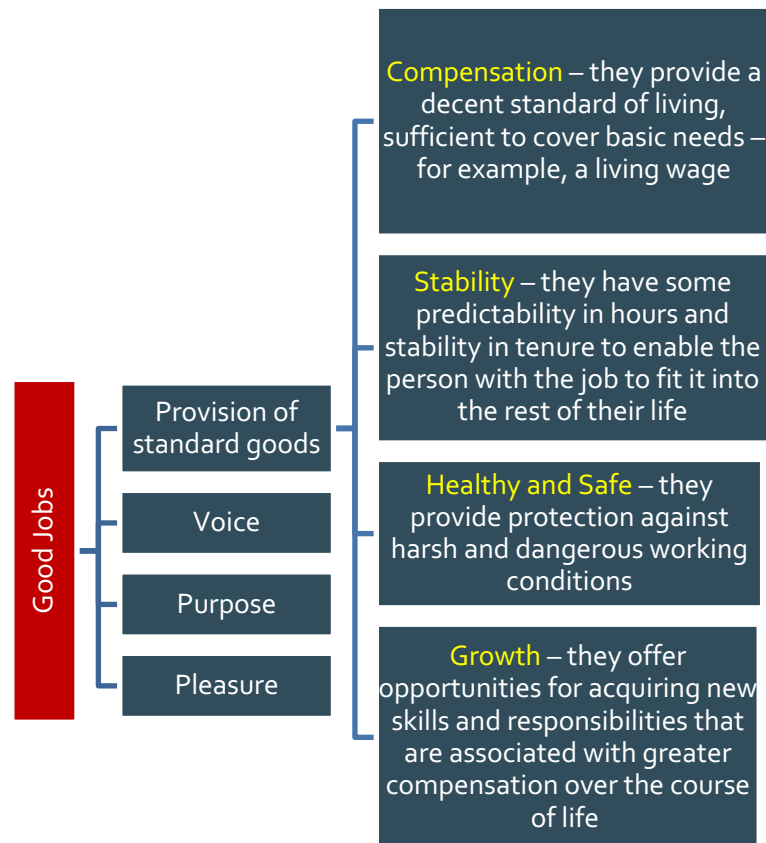 Good Jobs
Provision of
standard goods
Voice
Purpose
Pleasure
Compensation – they provide a
decent standard of living,
sufficient to cover basic needs –
for example, a living wage
Stability – they have some
predictability in hours and
stability in tenure to enable the
person with the job to fit it into
the rest of their life
Healthy and Safe – they
provide protection against
harsh and dangerous working
conditions
Growth – they offer
opportunities for acquiring new
skills and responsibilities that
are associated with greater
compensation over the course
of life